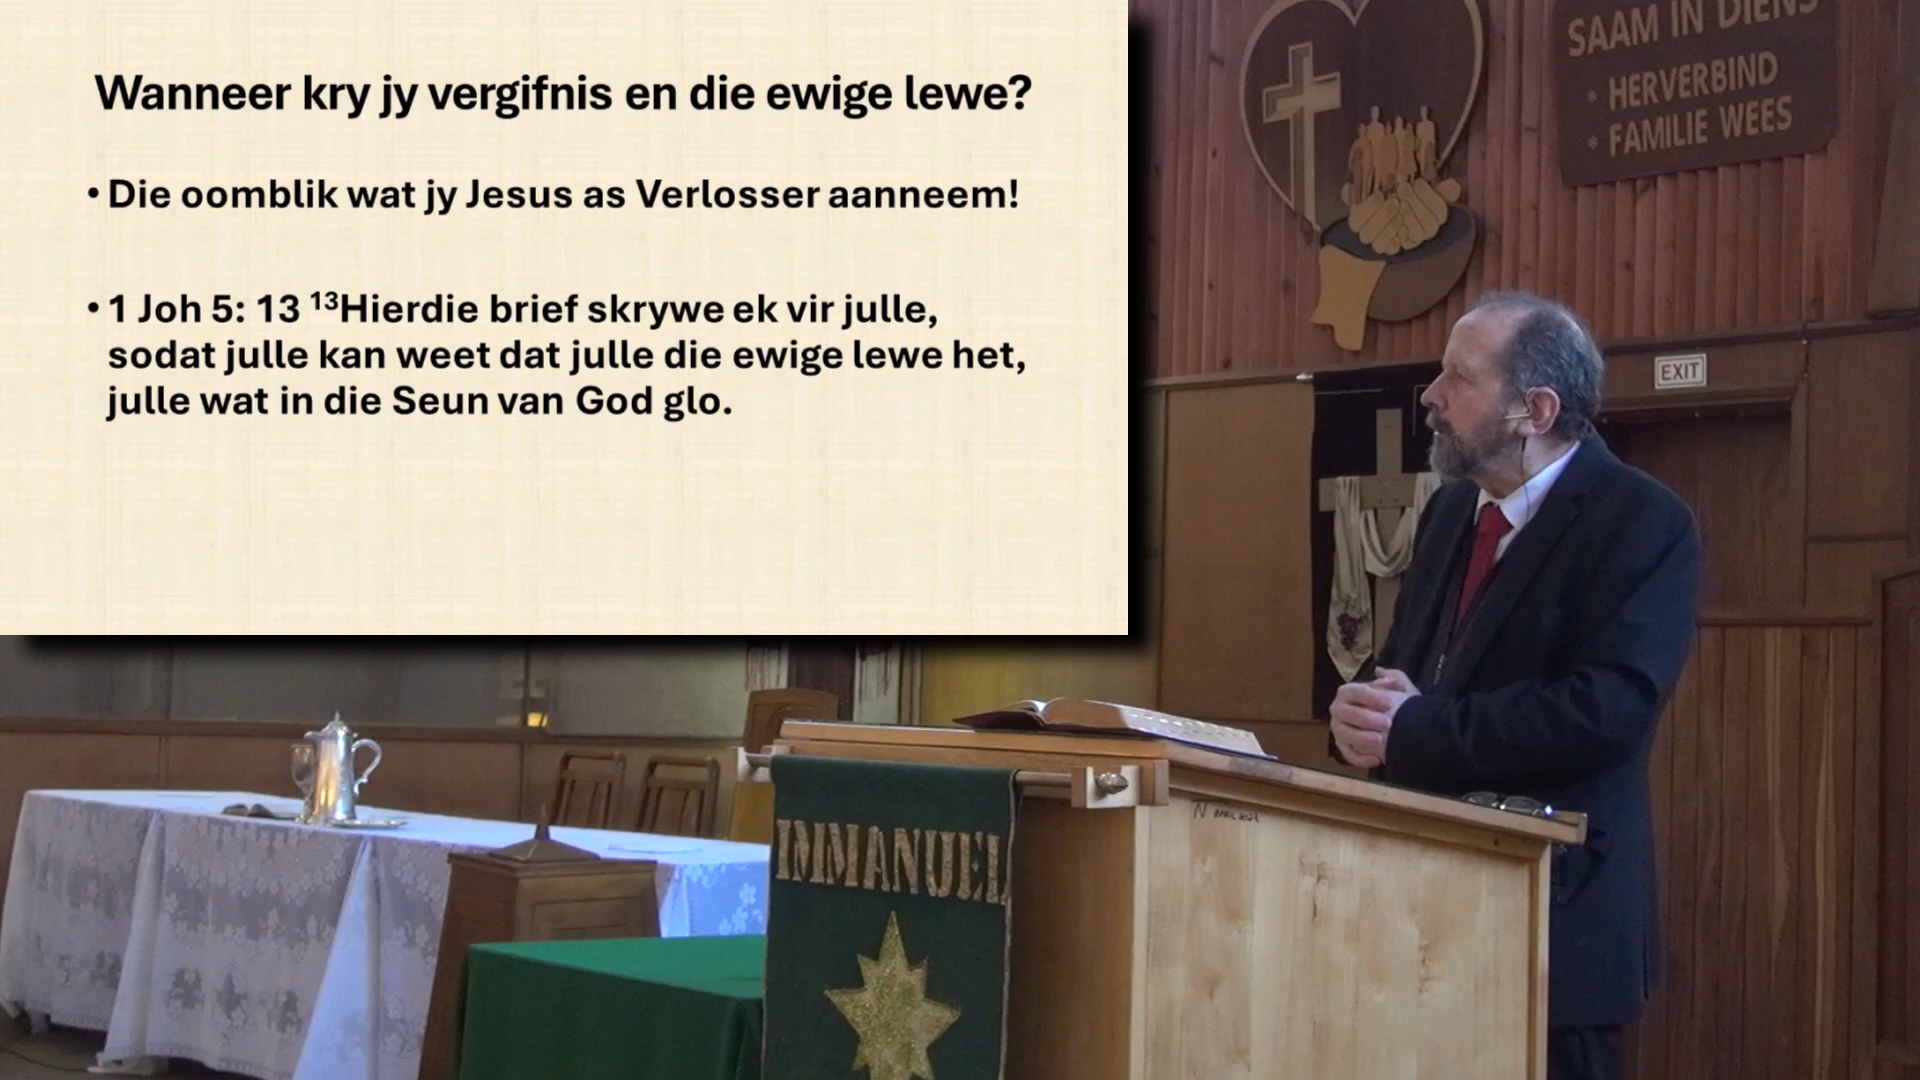 Wanneer kry jy vergifnis en die ewige lewe?
• Die oomblik wat jy Jesus as Verlosser aanneem!
• 1 Joh 5: 13 ¹³Hierdie brief skrywe ek vir julle,
sodat julle kan weet dat julle die ewige lewe het,
julle wat in die Seun van God glo.
SAAM IN DIENS
* HERVERBIND
* FAMILIE WEES
EXIT
IMMANUEL